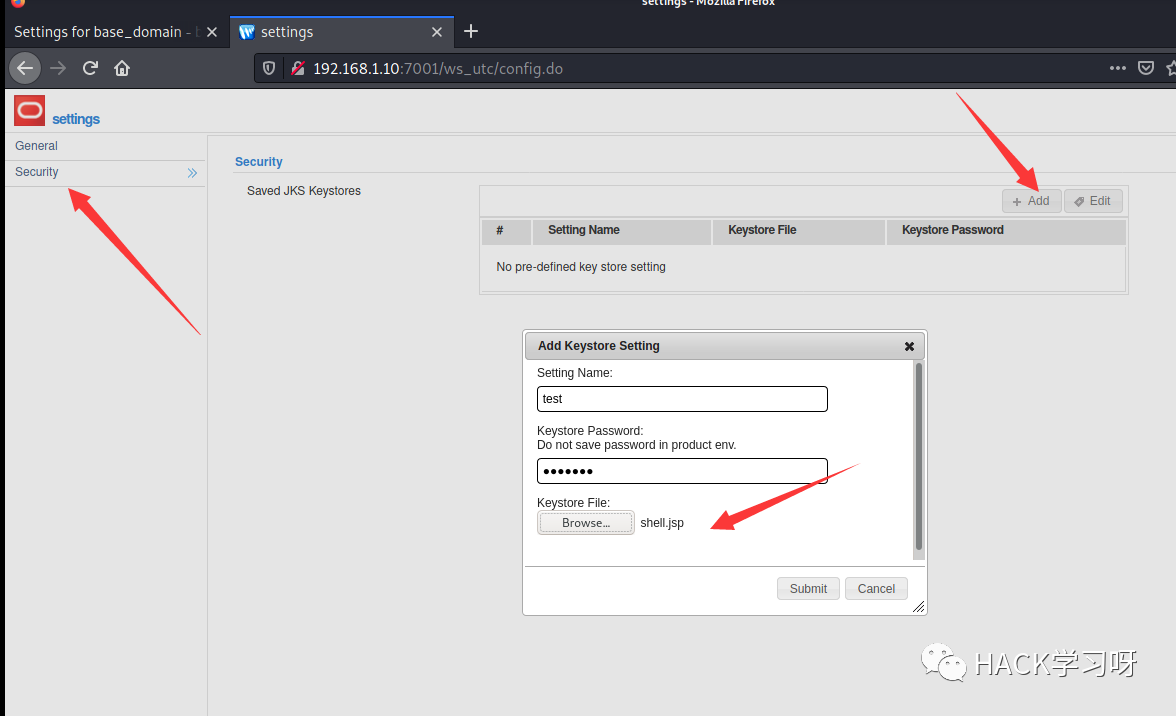 settings - Mozilla Firefox
Settings for base_domain - b
settings
192.168.1.10:7001/ws_utc/config.do
settings
General
Security
Security
Saved JKS Keystores
Add
Edit
# Setting Name Keystore File Keystore Password
No pre-defined key store setting
Add Keystore Setting
Setting Name:
test
Keystore Password:
Do not save password in product env.
•••••••
Keystore File:
Browse... shell.jsp
Submit Cancel
HACK学习呀